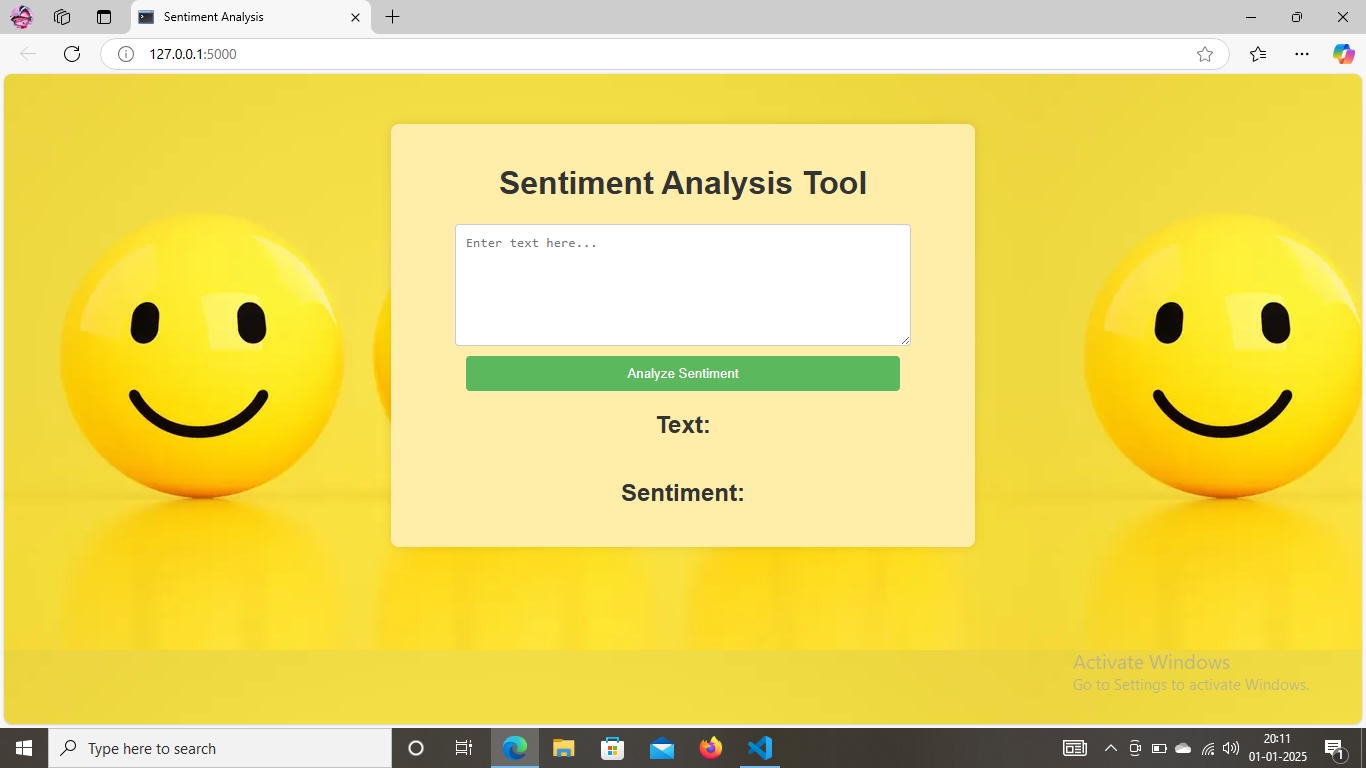 Sentiment Analysis
127.0.0.1:5000
Sentiment Analysis Tool
Enter text here...
Analyze Sentiment
Text:
Sentiment:
Activate Windows
Go to Settings to activate Windows.
Type here to search
20:11
01-01-2025
1